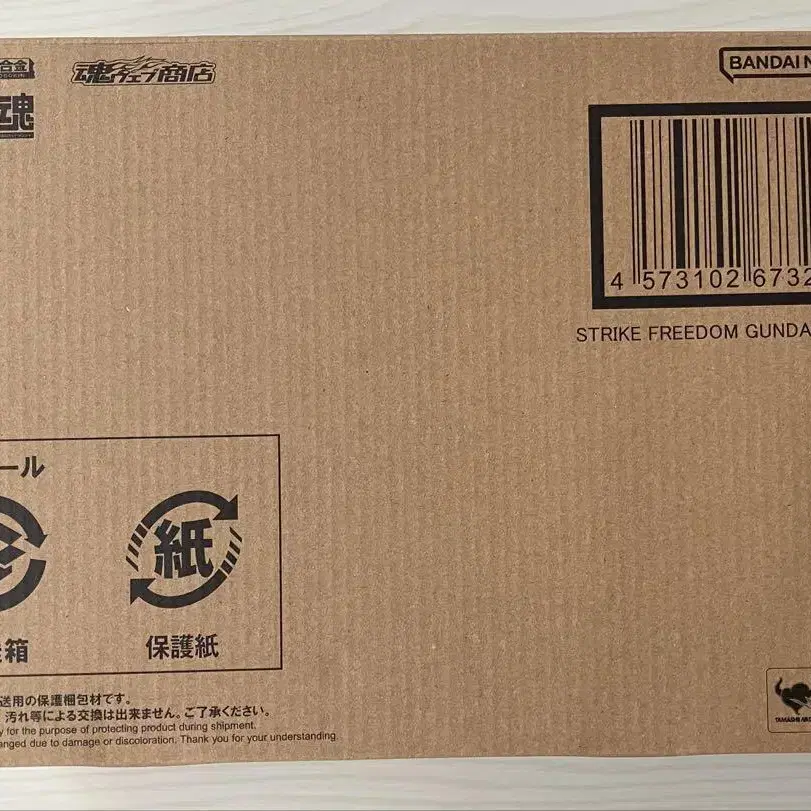 合金
魂ウェブ商店
魂
BANDAI N
4 573102 6732
STRIKE FREEDOM GUNDA
ール
紙
箱
保護紙
送用の保護梱包材です。
汚れ等による交換は出来ません。ご了承ください。
y for the purpose of protecting product during shipment.
anged due to damage or discoloration. Thank you for your understanding